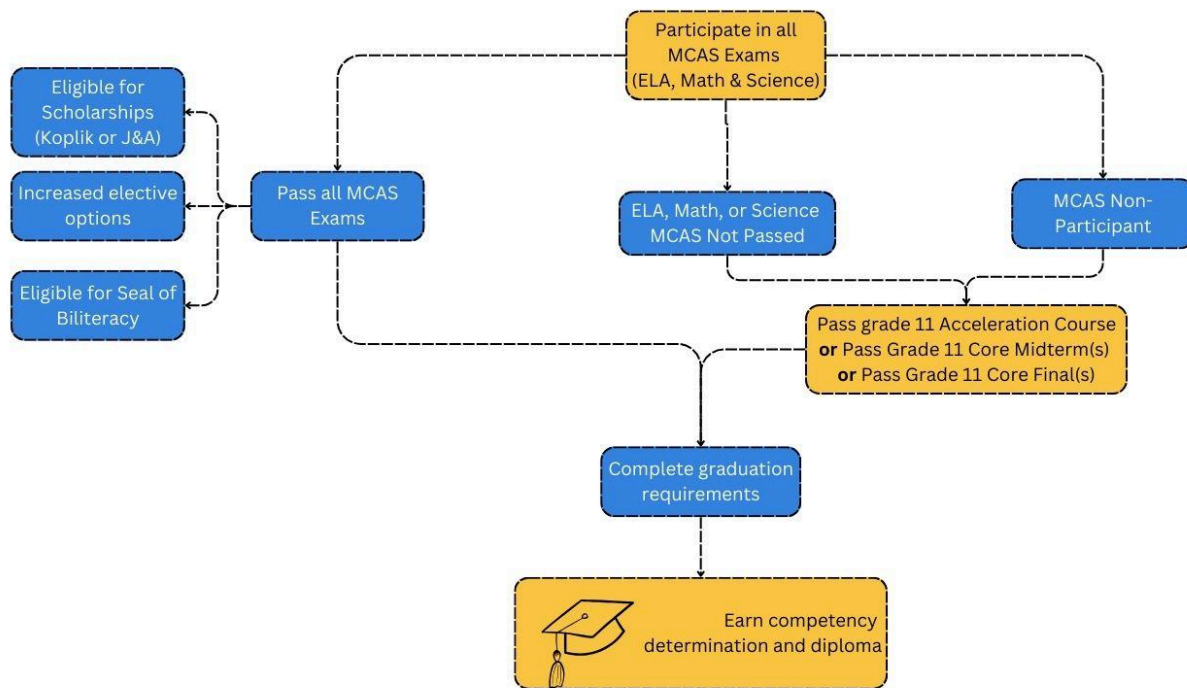 Participate in all
MCAS Exams
(ELA, Math & Science)
Eligible for
Scholarships
(Koplik or J&A)
Increased elective
options
Eligible for Seal of
Biliteracy
Pass all MCAS
Exams
ELA, Math, or Science
MCAS Not Passed
MCAS Non-
Participant
Pass grade 11 Acceleration Course
or Pass Grade 11 Core Midterm(s)
or Pass Grade 11 Core Final(s)
Complete graduation
requirements
Earn competency
determination and diploma